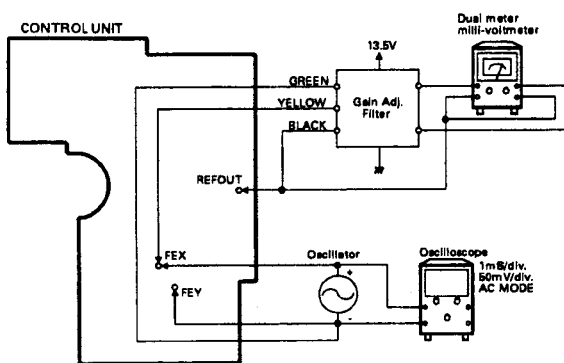 CONTROL UNIT
Dual meter
milli-voltmeter
13.5V
GREEN
YELLOW
BLACK
Gain Adj.
Filter
REFOUT
FEX
FEY
Oscillator
+
-
Oscilloscope
1mS/div.
50mV/div.
AC MODE